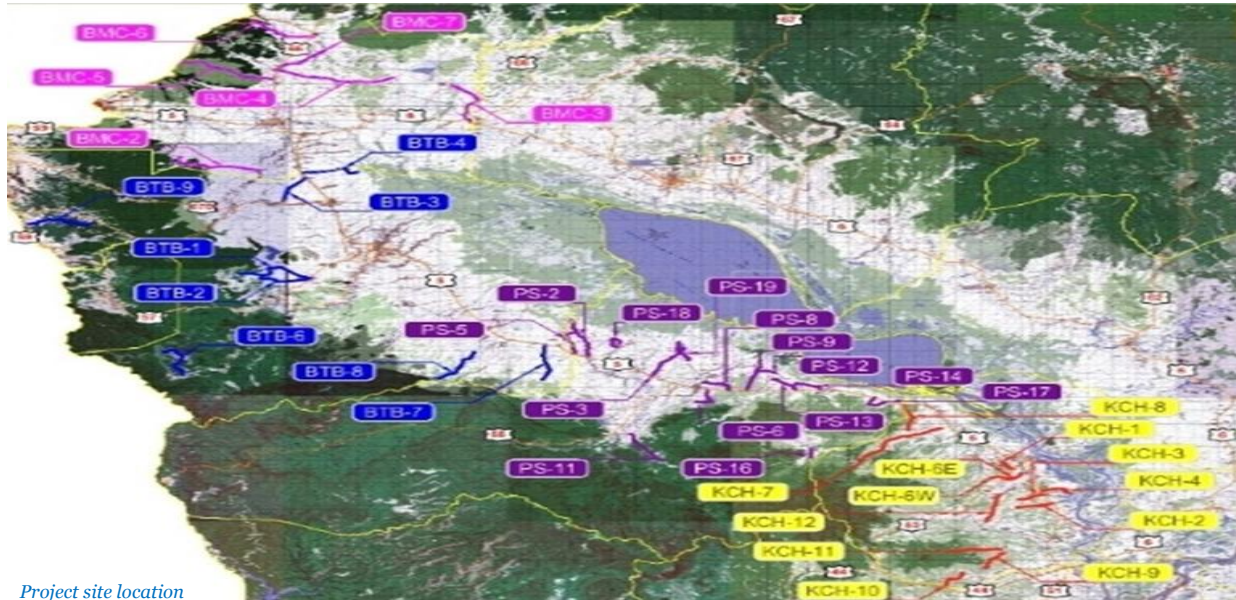 BMC-7
BMC-6
BMC-5
BMC-4
BMC-3
BMC-2
BTB-4
BTB-9
BTB-3
BTB-1
PS-19
BTB-2
PS-2
PS-18
PS-8
PS-5
BTB-6
PS-9
PS-12
BTB-8
PS-14
PS-17
PS-3
BTB-7
KCH-8
PS-13
PS-6
KCH-1
KCH-3
PS-11
PS-16
KCH-6E
KCH-4
KCH-7
KCH-6W
KCH-12
KCH-2
KCH-11
KCH-9
KCH-10
Project site location